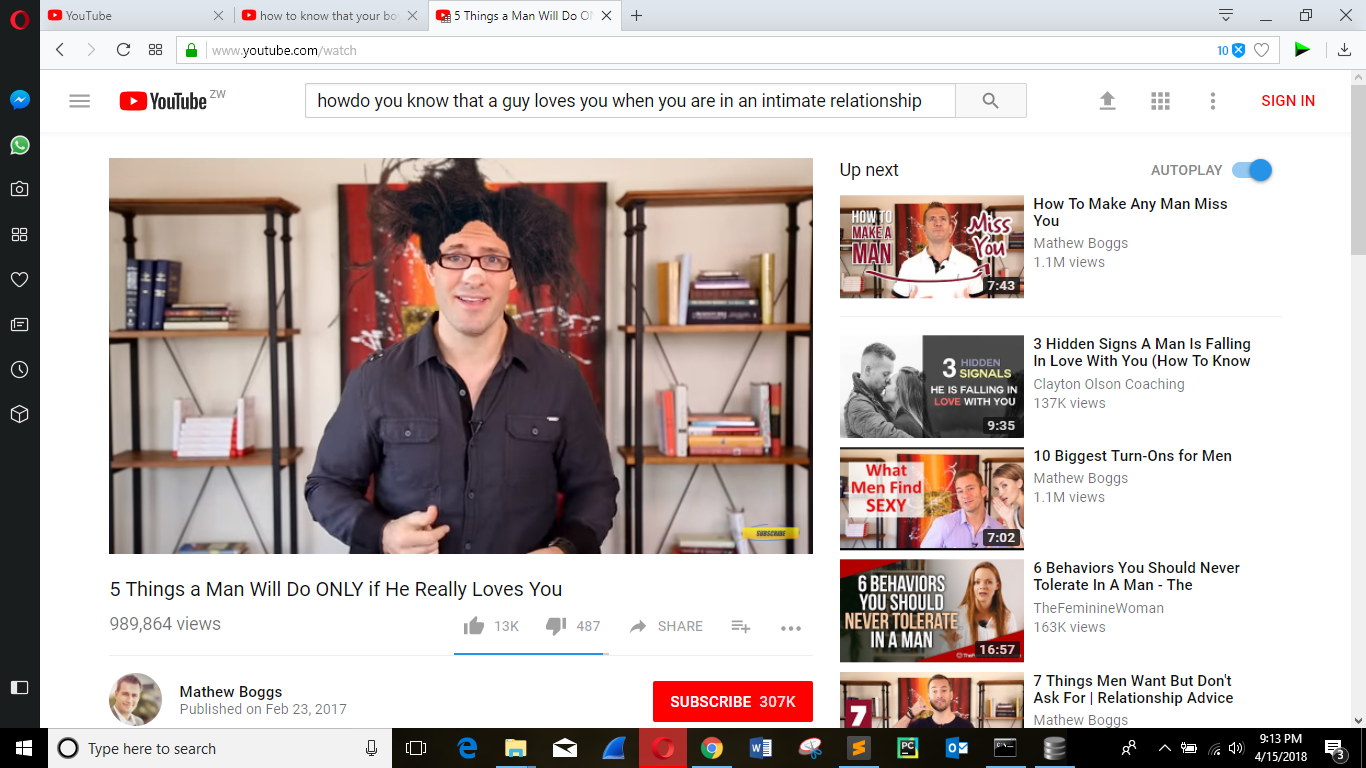 YouTube
how to know that your bo
5 Things a Man Will Do ON
www.youtube.com/watch
10
YouTube ZW
howdo you know that a guy loves you when you are in an intimate relationship
SIGN IN
SUBSCRIBE
5 Things a Man Will Do ONLY if He Really Loves You
989,864 views
13K
487
SHARE
Mathew Boggs
Published on Feb 23, 2017
SUBSCRIBE 307K
Up next
AUTOPLAY
HOW TO
MAKE A
MAN
Miss
You
7:43
How To Make Any Man Miss
You
Mathew Boggs
1.1M views
3 HIDDEN
SIGNALS
HE IS FALLING IN
LOVE WITH YOU
9:35
3 Hidden Signs A Man Is Falling
In Love With You (How To Know
Clayton Olson Coaching
137K views
What
Men Find
SEXY
7:02
10 Biggest Turn-Ons for Men
Mathew Boggs
1.1M views
6 BEHAVIORS
YOU SHOULD
NEVER TOLERATE
IN A MAN
16:57
6 Behaviors You Should Never
Tolerate In A Man - The
TheFeminineWoman
163K views
7
7 Things Men Want But Don't
Ask For | Relationship Advice
Mathew Boggs
Type here to search
PC
9:13 PM
4/15/2018
3